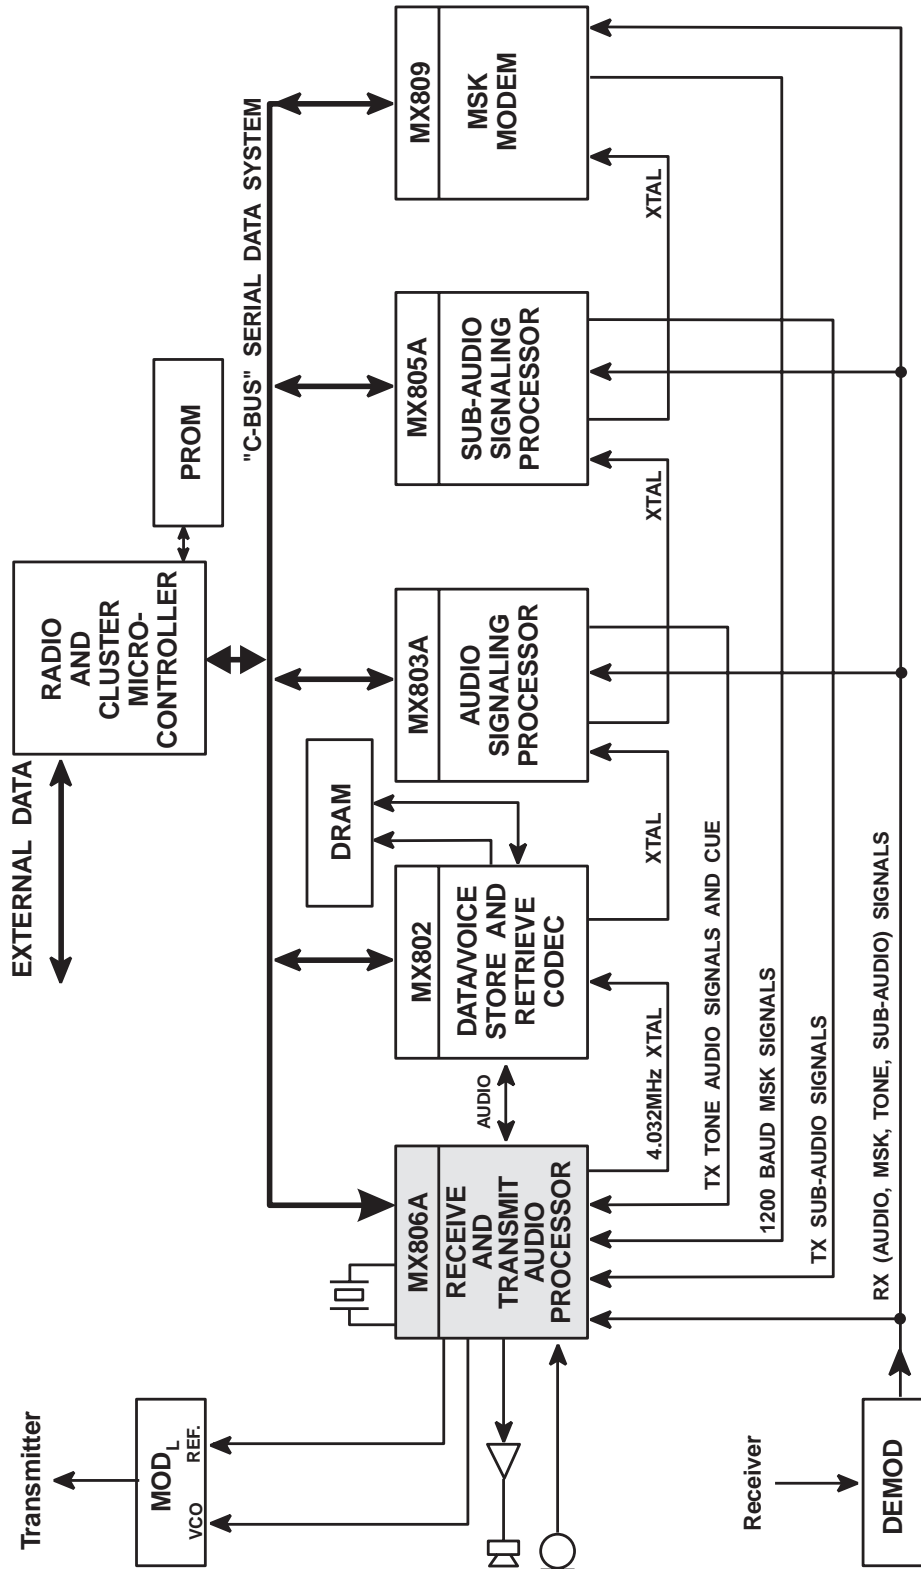 EXTERNAL DATA
RADIO
AND
CLUSTER
MICRO-
CONTROLLER
PROM
Transmitter
MOD L
VCO
REF.
"C-BUS" SERIAL DATA SYSTEM
DRAM
MX806A
RECEIVE
AND
TRANSMIT
AUDIO
PROCESSOR
AUDIO
MX802
DATA/VOICE
STORE AND
RETRIEVE
CODEC
MX803A
AUDIO
SIGNALING
PROCESSOR
MX805A
SUB-AUDIO
SIGNALING
PROCESSOR
MX809
MSK
MODEM
4.032MHz XTAL
XTAL
XTAL
XTAL
TX TONE AUDIO SIGNALS AND CUE
1200 BAUD MSK SIGNALS
TX SUB-AUDIO SIGNALS
RX (AUDIO, MSK, TONE, SUB-AUDIO) SIGNALS
Receiver
DEMOD